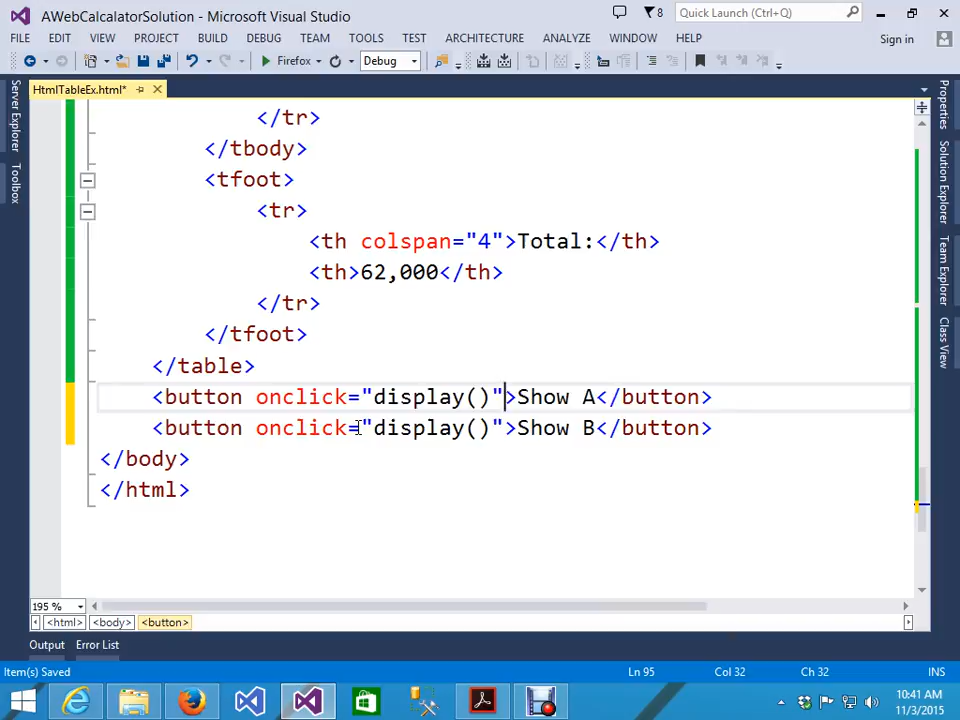 AWebCalcalatorSolution - Microsoft Visual Studio
8
Quick Launch (Ctrl+Q)
FILE EDIT VIEW PROJECT BUILD DEBUG TEAM TOOLS TEST ARCHITECTURE ANALYZE WINDOW HELP
Sign in
Firefox
Debug
HtmlTableEx.html*
Server Explorer
Toolbox
Properties
Solution Explorer
Team Explorer
Class View
</tr>
</tbody>
<tfoot>
<tr>
<th colspan="4">Total:</th>
<th>62,000</th>
</tr>
</tfoot>
</table>
<button onclick="display()">Show A</button>
<button onclick="display()">Show B</button>
</body>
</html>
195 %
<html> <body> <button>
Output Error List
Item(s) Saved
Ln 95 Col 32 Ch 32 INS
10:41 AM
11/3/2015